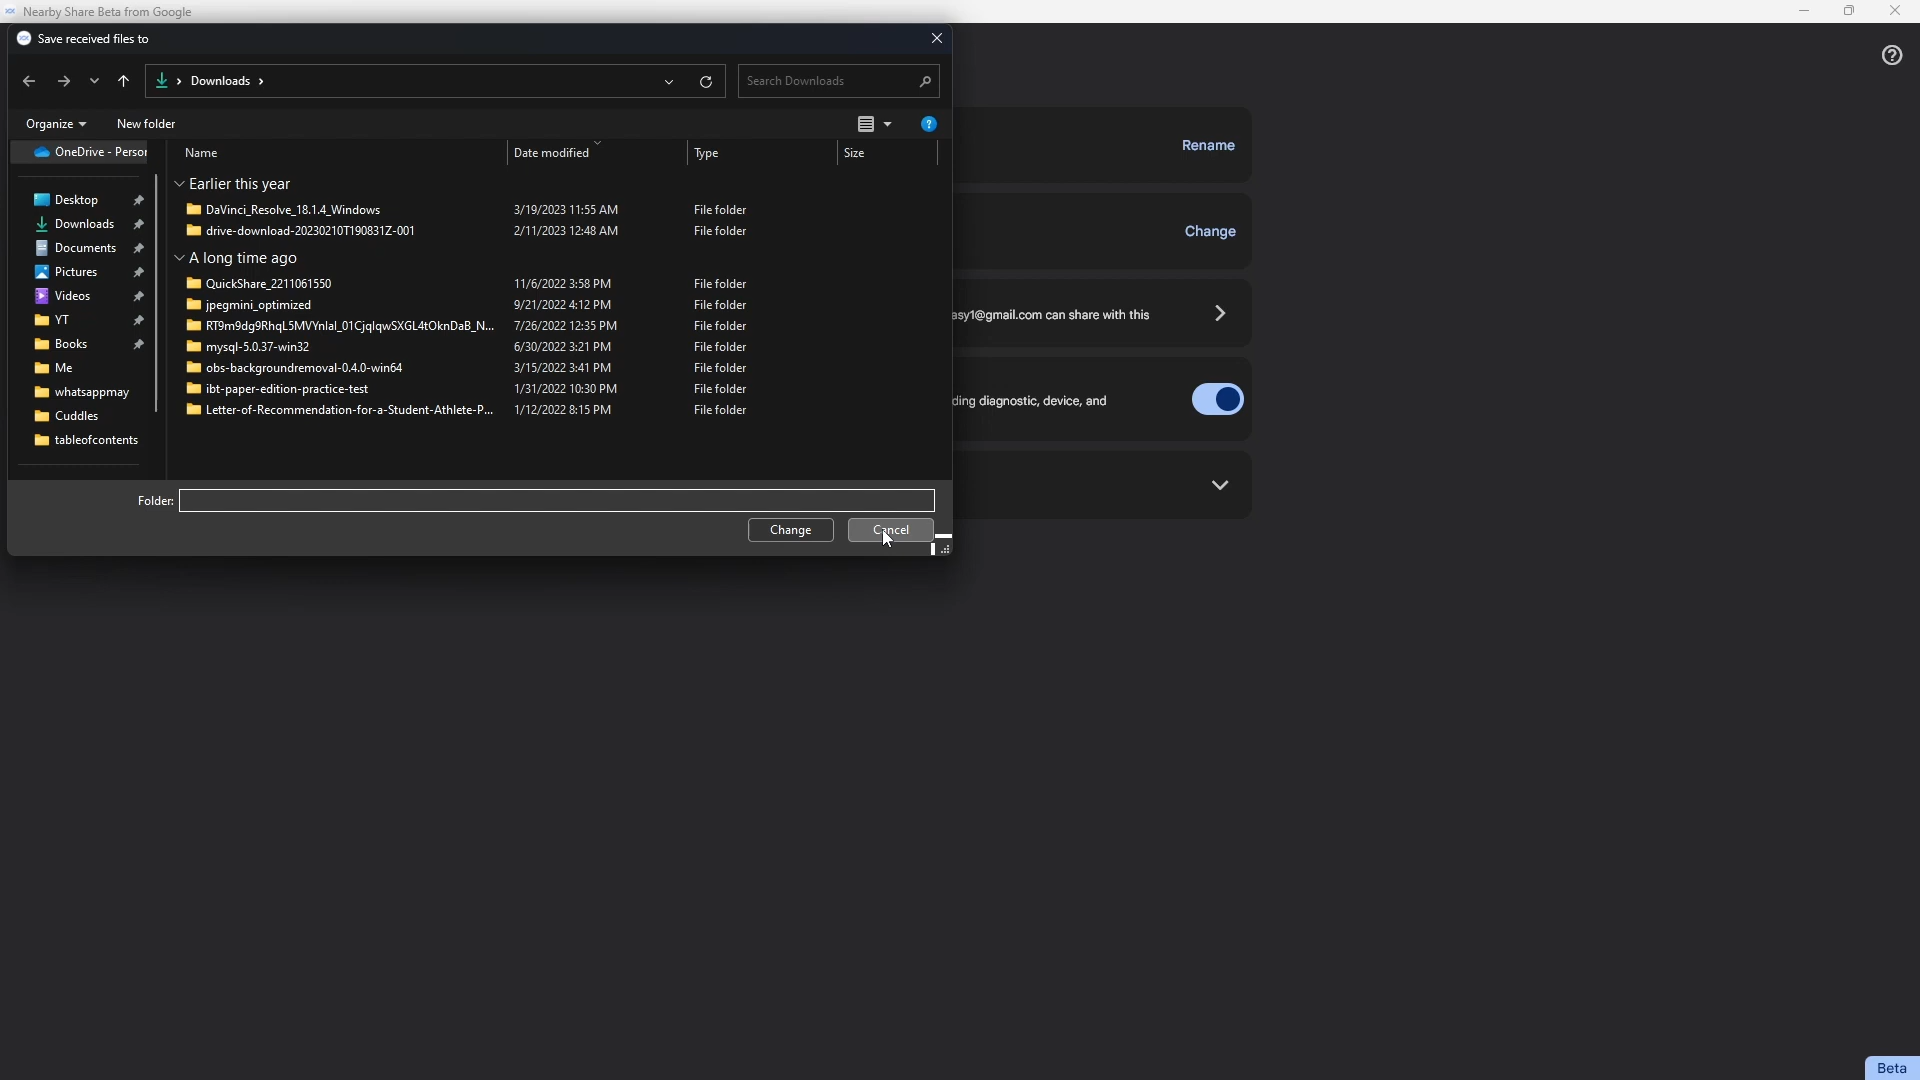 Nearby Share Beta from Google
Save received files to
Downloads
Search Downloads
Organize
New folder
OneDrive - Person
Desktop
Downloads
Documents
Pictures
Videos
YT
Books
Me
whatsappmay
Cuddles
tableofcontents
Name Date modified Type Size
Earlier this year
DaVinci_Resolve_18.1.4_Windows 3/19/2023 11:55 AM File folder
drive-download-20230210T190831Z-001 2/11/2023 12:48 AM File folder
A long time ago
QuickShare_2211061550 11/6/2022 3:58 PM File folder
jpegmini_optimized 9/21/2022 4:12 PM File folder
7/26/2022 12:35 PM File folder
mysql-5.0.37-win32 6/30/2022 3:21 PM File folder
obs-backgroundremoval-0.4.0-win64 3/15/2022 3:41 PM File folder
ibt-paper-edition-practice-test 1/31/2022 10:30 PM File folder
Letter-of-Recommendation-for-a-Student-Athlete-P... 1/12/2022 8:15 PM File folder
Folder:
Change Cancel
Rename
Change
asy1@gmail.com can share with this
ding diagnostic, device, and
Beta